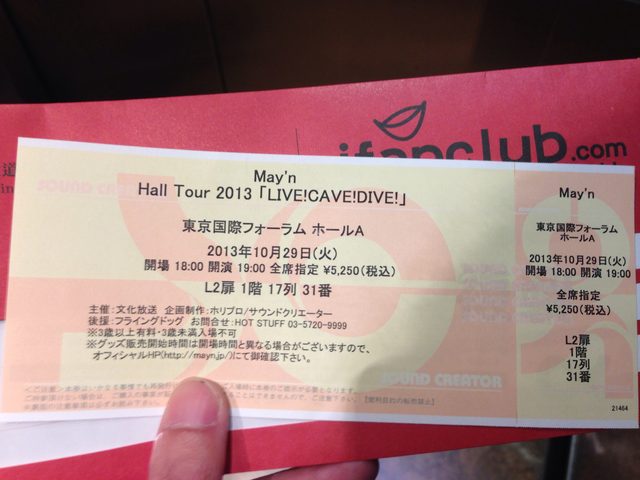 ifanclub.com
道
May'n
Hall Tour 2013「LIVE!CAVE!DIVE!」
東京国際フォーラム ホールA
2013年10月29日(火)
開場 18:00 開演 19:00 全席指定 ¥5,250(税込)
L2扉 1階 17列 31番
主催：文化放送 企画制作：ホリプロ/サウンドクリエーター
後援：フライングドッグ お問合せ：HOT STUFF 03-5720-9999
※3歳以上有料・3歳未満入場不可
※グッズ販売開始時間は開場時間と異なる場合がございますので、
オフィシャルHP(http://mayn.jp/)にて御確認下さい。
SOUND CREATOR
【営利目的の転売禁止】
May'n
東京国際フォーラム
ホールA
2013年10月29日(火)
開場 18:00 開演 19:00
全席指定
¥5,250(税込)
L2扉
1階
17列
31番
21464